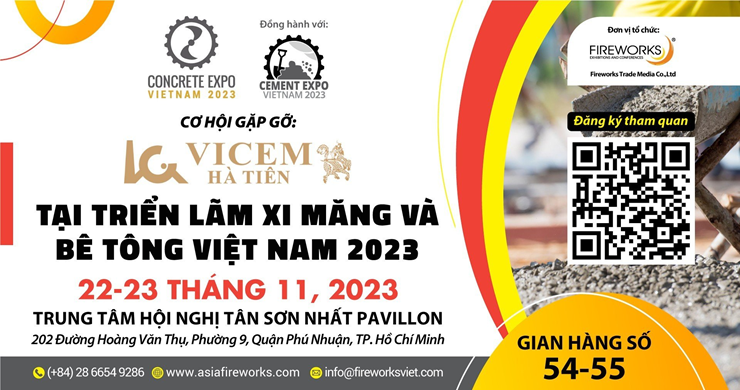 CONCRETE EXPO
VIETNAM 2023
Đồng hành với:
CEMENT EXPO
VIETNAM 2023
CƠ HỘI GẶP GỠ:
VICEM
HÀ TIÊN
TẠI TRIỂN LÃM XI MĂNG VÀ
BÊ TÔNG VIỆT NAM 2023
22-23 THÁNG 11, 2023
TRUNG TÂM HỘI NGHỊ TÂN SƠN NHẤT PAVILLON
202 Đường Hoàng Văn Thụ, Phường 9, Quận Phú Nhuận, TP. Hồ Chí Minh
(+84) 28 6654 9286
www.asiafireworks.com
info@fireworksviet.com
Đơn vị tổ chức:
FIREWORKS®
EXHIBITIONS AND CONFERENCES
Fireworks Trade Media Co.,Ltd
Đăng ký tham quan
GIAN HÀNG SỐ
54-55